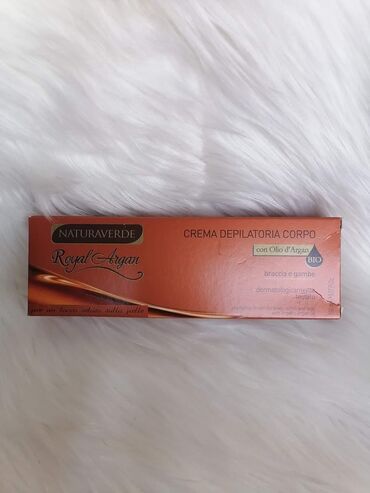 NATURAVERDE
Royal Argan
CREMA DEPILATORIA CORPO
con Olio d'Argan
BIO
braccia e gambe
dermatologicamente
testato